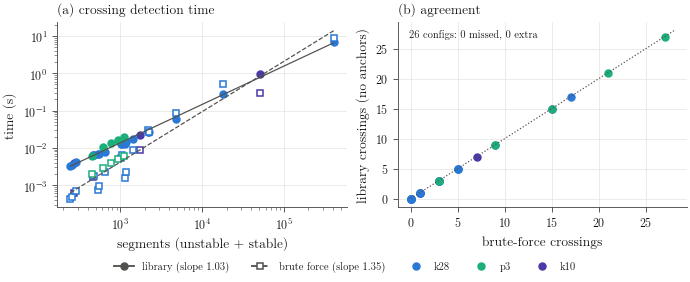 (a) crossing detection time
time (s)
10¹
10⁰
10⁻¹
10⁻²
10⁻³
10³ 10⁴ 10⁵
segments (unstable + stable)
(b) agreement
library crossings (no anchors)
26 configs: 0 missed, 0 extra
25
20
15
10
5
0
0 5 10 15 20 25
brute-force crossings
library (slope 1.03) brute force (slope 1.35) k28 p3 k10